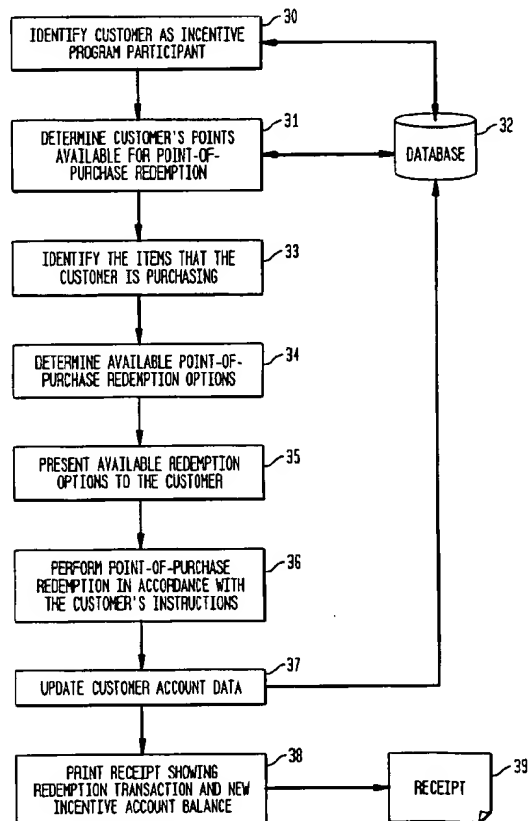 30
IDENTIFY CUSTOMER AS INCENTIVE
PROGRAM PARTICIPANT
31
DETERMINE CUSTOMER'S POINTS
AVAILABLE FOR POINT-OF-
PURCHASE REDEMPTION
32
DATABASE
33
IDENTIFY THE ITEMS THAT THE
CUSTOMER IS PURCHASING
34
DETERMINE AVAILABLE POINT-OF-
PURCHASE REDEMPTION OPTIONS
35
PRESENT AVAILABLE REDEMPTION
OPTIONS TO THE CUSTOMER
36
PERFORM POINT-OF-PURCHASE
REDEMPTION IN ACCORDANCE WITH
THE CUSTOMER'S INSTRUCTIONS
37
UPDATE CUSTOMER ACCOUNT DATA
38
PRINT RECEIPT SHOWING
REDEMPTION TRANSACTION AND NEW
INCENTIVE ACCOUNT BALANCE
39
RECEIPT